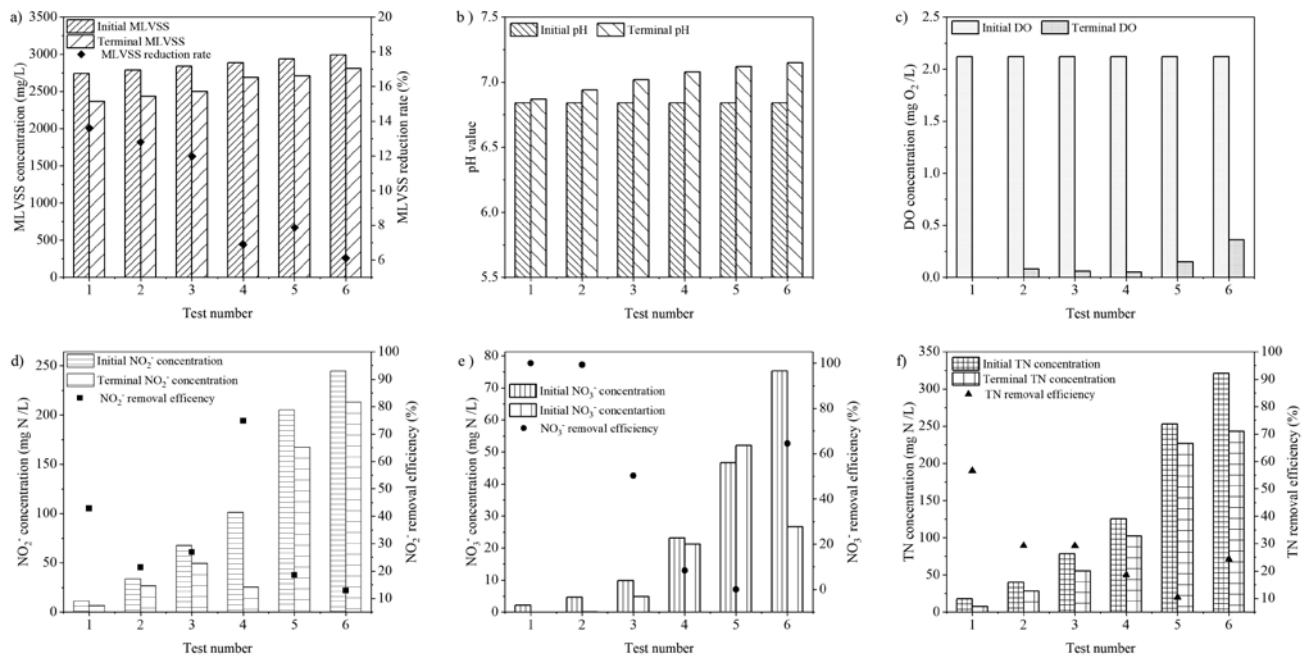 a)
Initial MLVSS
Terminal MLVSS
MLVSS reduction rate
MLVSS concentration (mg/L)
3500
3000
2750
2500
2000
1750
1500
1000
750
500
250
0
MLVSS reduction rate (%)
20
18
16
14
12
10
8
6
1 2 3 4 5 6
Test number
b)
Initial pH
Terminal pH
pH value
7.5
7.0
6.5
6.0
5.5
1 2 3 4 5 6
Test number
c)
Initial DO
Terminal DO
DO concentration (mg O₂/L)
2.5
2.0
1.5
1.0
0.5
0.0
1 2 3 4 5 6
Test number
d)
Initial NO₂⁻ concentration
Terminal NO₂⁻ concentration
NO₂⁻ removal efficency
NO₂⁻ concentration (mg N/L)
250
200
150
100
50
0
NO₂⁻ removal efficiency (%)
100
90
80
70
60
50
40
30
20
10
1 2 3 4 5 6
Test number
e)
Initial NO₃⁻ concentration
Initial NO₃⁻ concentartion
NO₃⁻ removal efficiency
NO₃⁻ concentration (mg N/L)
80
70
60
50
40
30
20
10
0
NO₃⁻ removal efficiency (%)
100
80
60
40
20
0
1 2 3 4 5 6
Test number
f)
Initial TN concentration
Terminal TN concentration
TN removal efficiency
TN concentration (mg N/L)
350
300
250
200
150
100
50
0
TN removal efficiency (%)
100
90
80
70
60
50
40
30
20
10
1 2 3 4 5 6
Test number